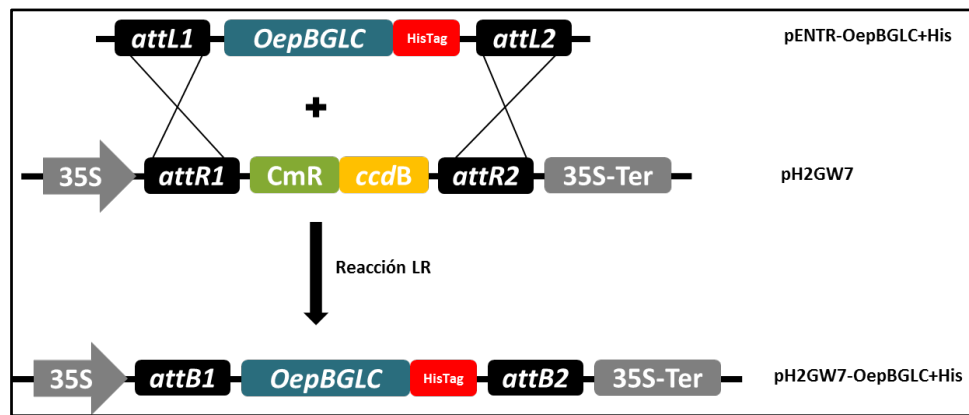 attL1 OepBGLC HisTag attL2 pENTR-OepBGLC+His
+
35S attR1 CmR ccdB attR2 35S-Ter pH2GW7
Reacción LR
35S attB1 OepBGLC HisTag attB2 35S-Ter pH2GW7-OepBGLC+His